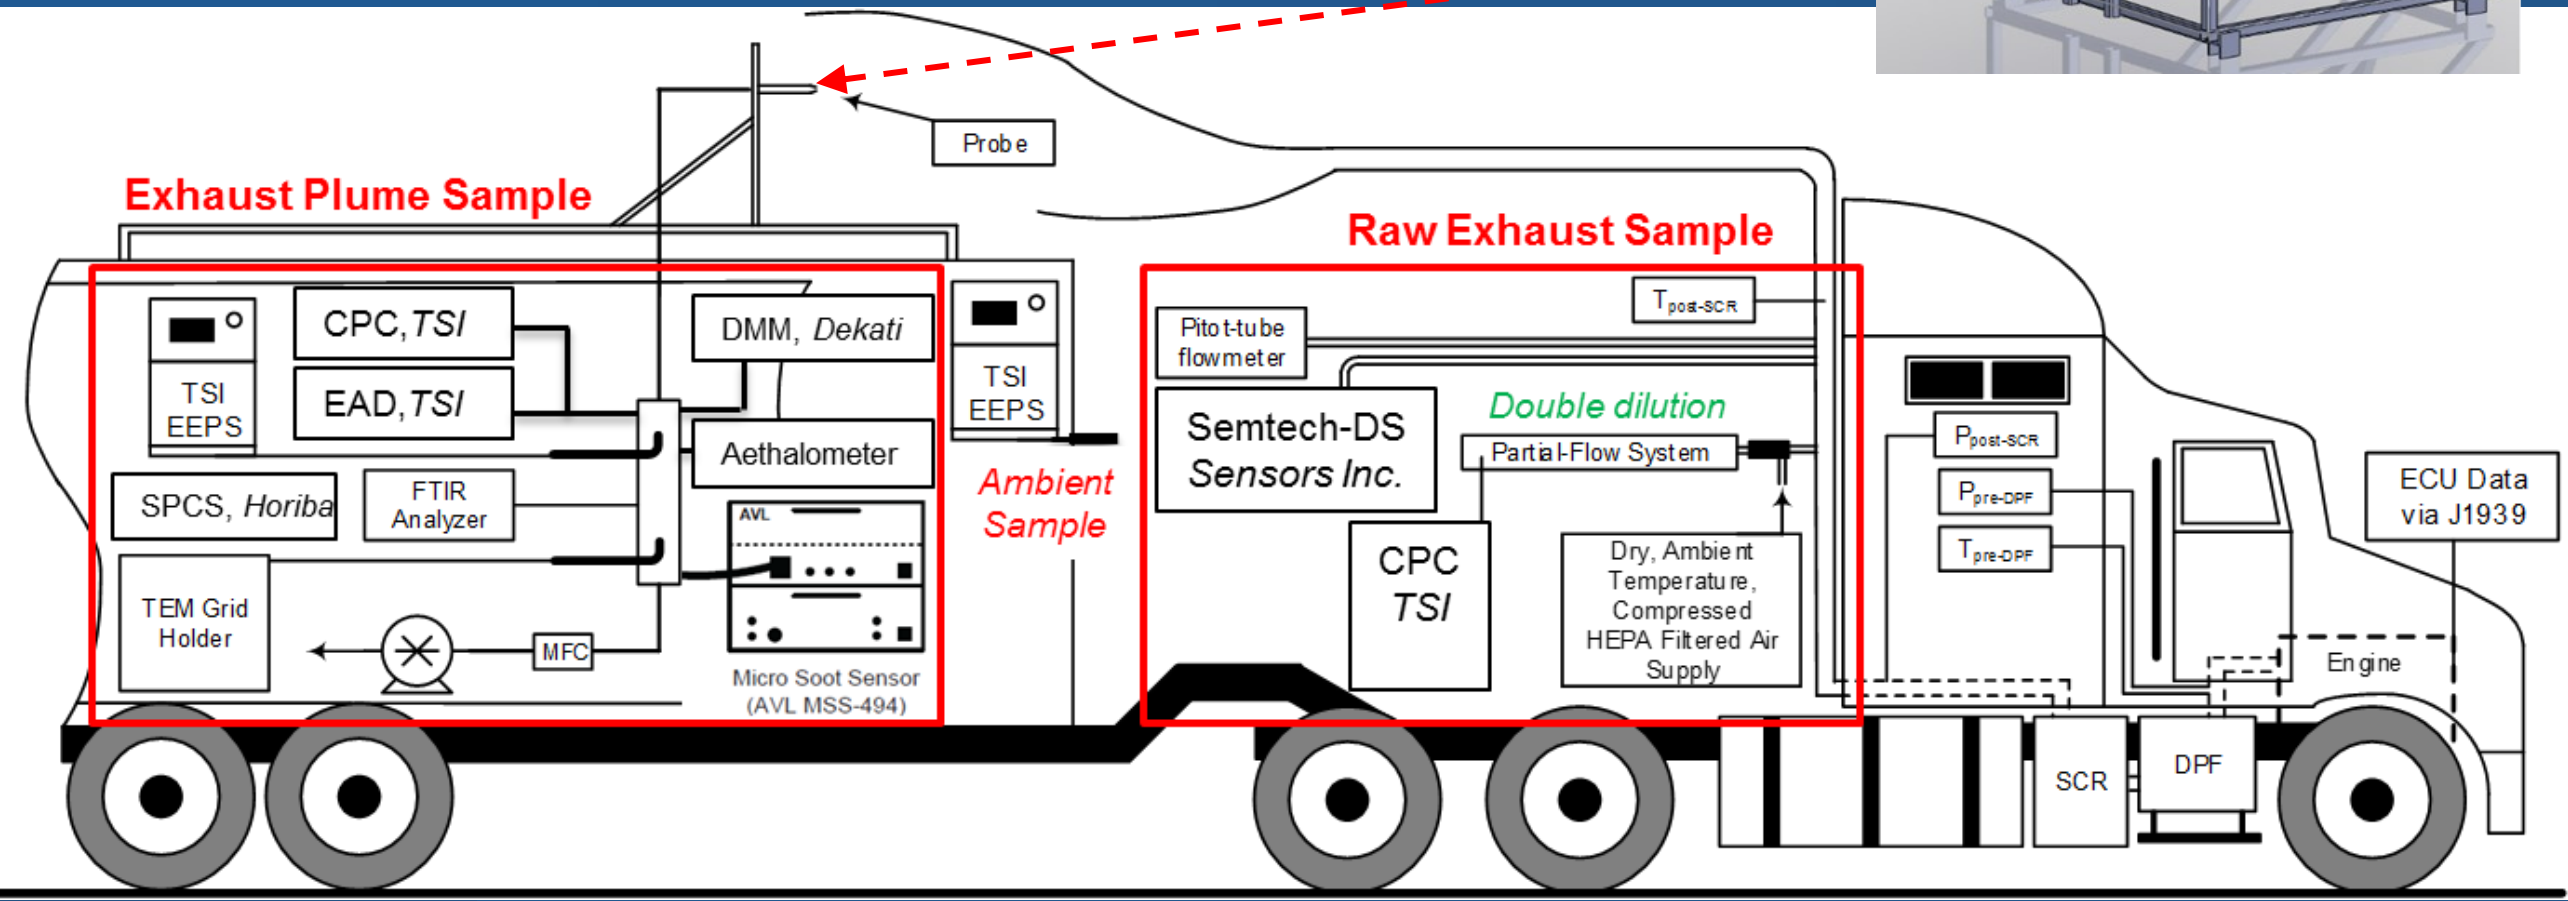 Probe
Exhaust Plume Sample
Raw Exhaust Sample
CPC, TSI
EAD, TSI
TSI
EEPS
SPCS, Horiba
FTIR
Analyzer
TEM Grid
Holder
MFC
DMM, Dekati
Aethalometer
AVL
Micro Soot Sensor
(AVL MSS-494)
TSI
EEPS
Ambient
Sample
Tpost-SCR
Pitot-tube
flowmeter
Semtech-DS
Sensors Inc.
Double dilution
Partial-Flow System
CPC
TSI
Dry, Ambient
Temperature,
Compressed
HEPA Filtered Air
Supply
Ppost-SCR
Ppre-DPF
Tpre-DPF
ECU Data
via J1939
Engine
SCR
DPF